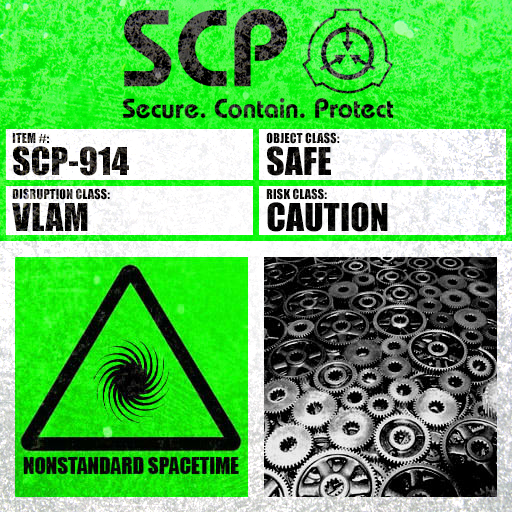 SCP
Secure. Contain. Protect
ITEM #:
SCP-914
OBJECT CLASS:
SAFE
DISRUPTION CLASS:
VLAM
RISK CLASS:
CAUTION
NONSTANDARD SPACETIME